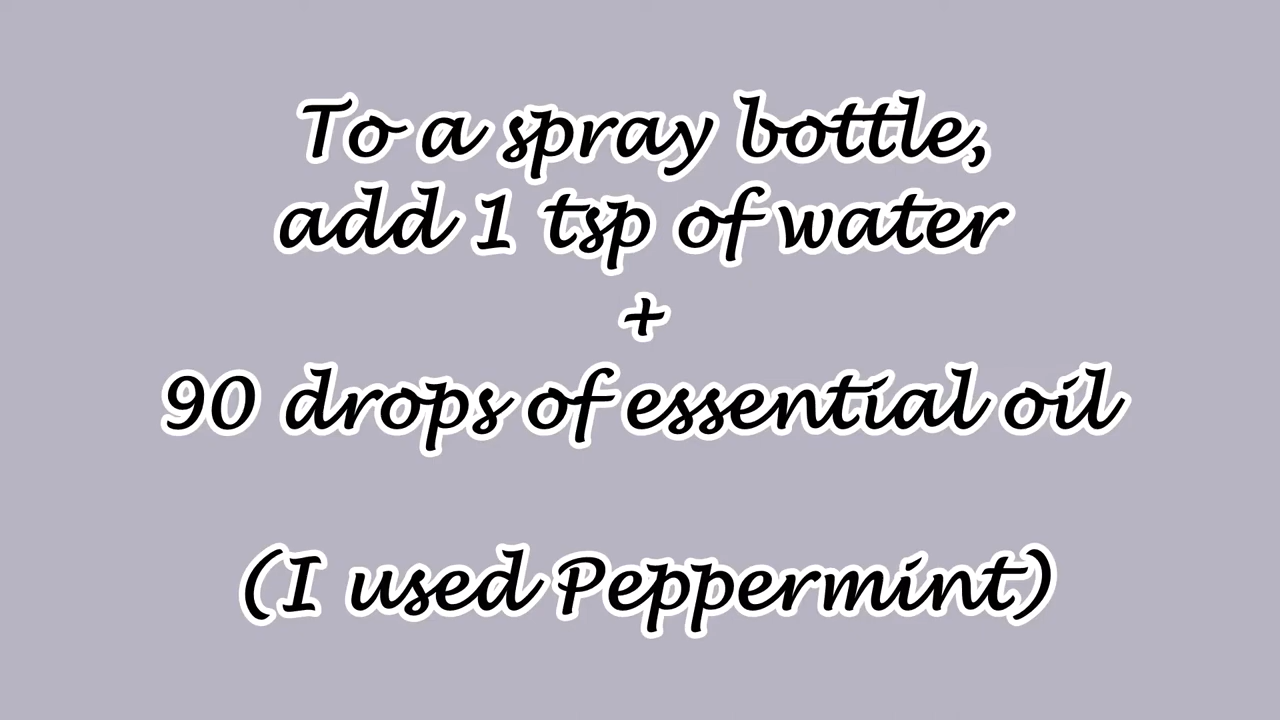 To a spray bottle,
add 1 tsp of water
+
90 drops of essential oil
(I used Peppermint)